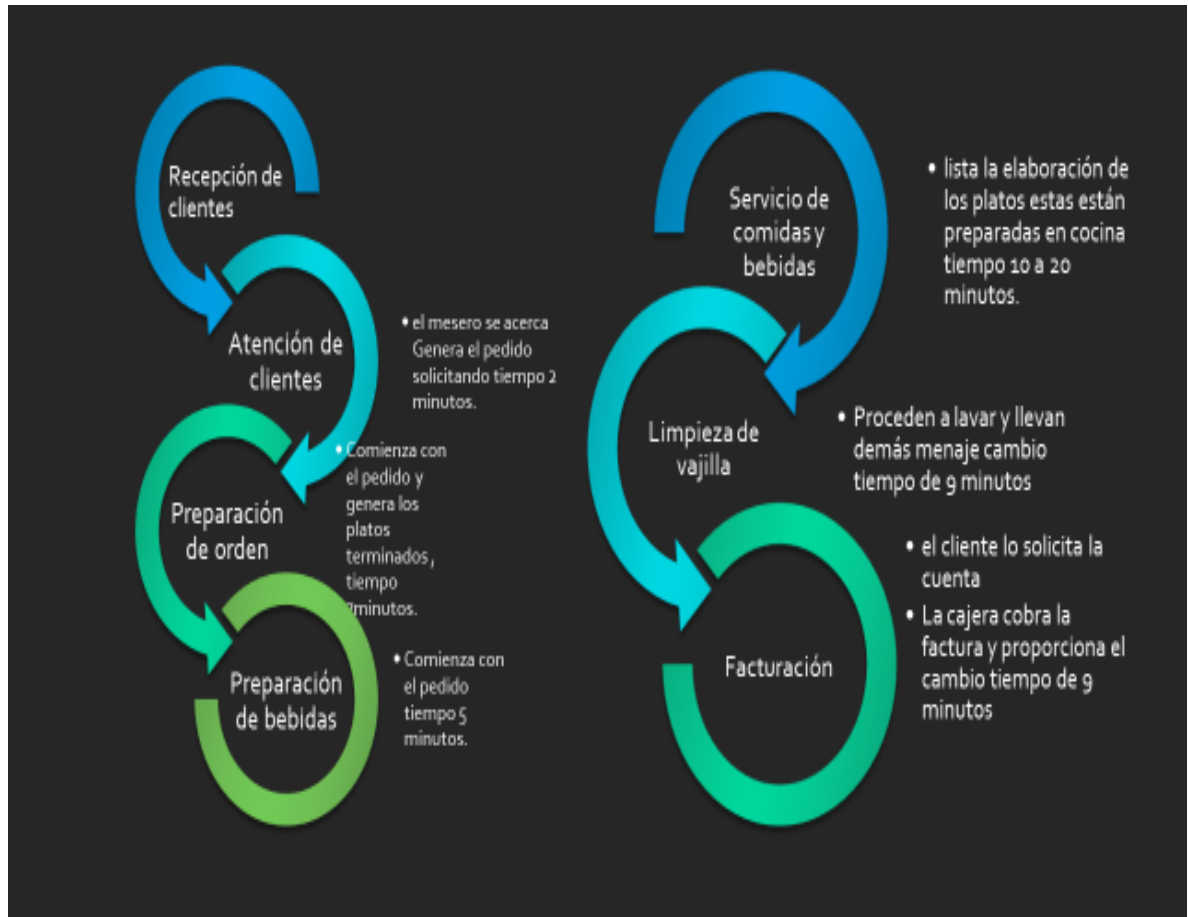 Recepción de
clientes
Atención de
clientes
• el mesero se acerca
Genera el pedido
solicitando tiempo 2
minutos.
Preparación
de orden
• Comienza con
el pedido y
genera los
platos
terminados,
tiempo
minutos.
Preparación
de bebidas
• Comienza con
el pedido
tiempo 5
minutos.
Servicio de
comidas y
bebidas
• lista la elaboración de
los platos estas están
preparadas en cocina
tiempo 10 a 20
minutos.
Limpieza de
vajilla
• Proceden a lavar y llevan
demás menaje cambio
tiempo de 9 minutos
Facturación
• el cliente lo solicita la
cuenta
• La cajera cobra la
factura y proporciona el
cambio tiempo de 9
minutos